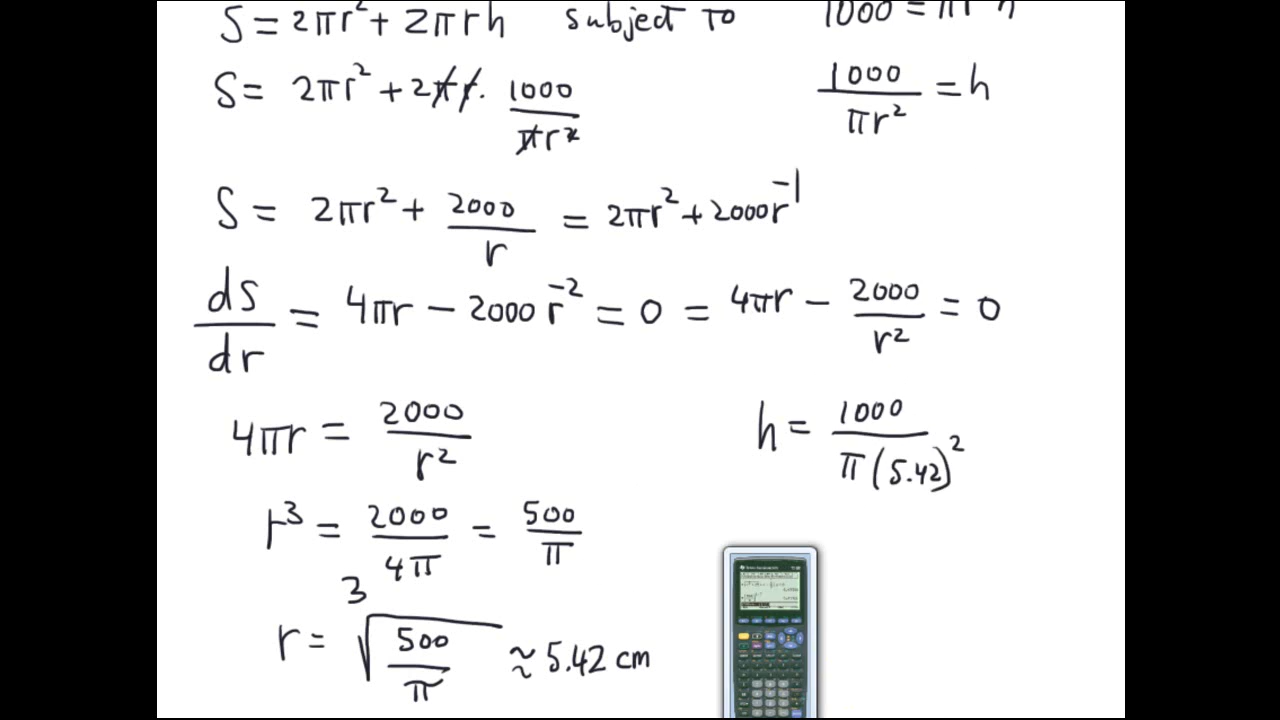 S = 2πr² + 2πrh subject to 1000 = πr²h
S = 2πr² + 2πr · 1000/πr² 1000/πr² = h
S = 2πr² + 2000/r = 2πr² + 2000r⁻¹
dS/dr = 4πr − 2000r⁻² = 0 = 4πr − 2000/r² = 0
4πr = 2000/r² h = 1000/π(5.42)²
r³ = 2000/4π = 500/π
r = ³√500/π ≈ 5.42 cm